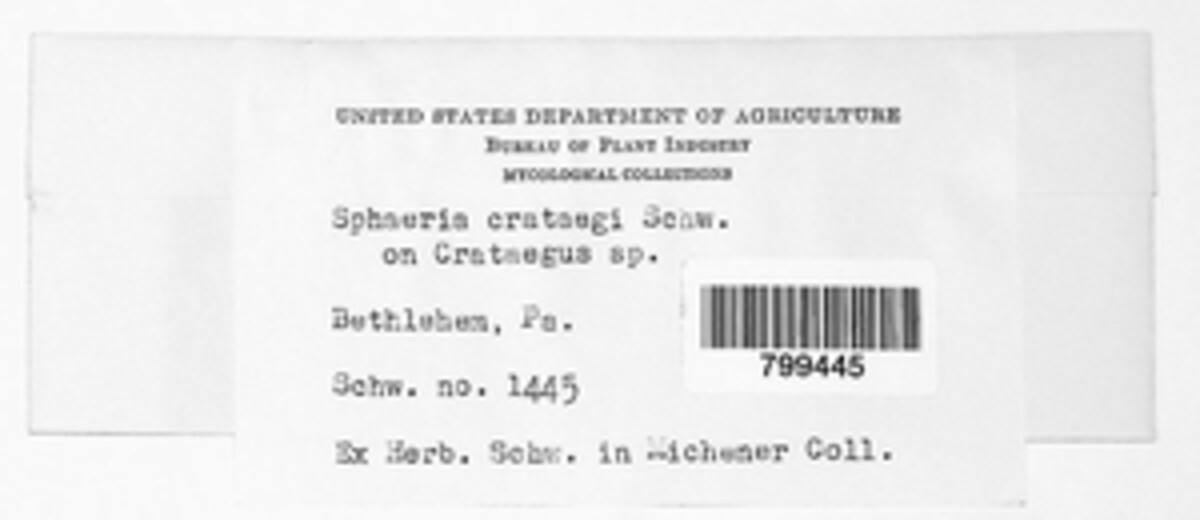 UNITED STATES DEPARTMENT OF AGRICULTURE
BUREAU OF PLANT INDUSTRY
MYCOLOGICAL COLLECTIONS
Sphaeria crataegi Schw.
on Crataegus sp.
Bethlehem, Pa.
799445
Schw. no. 1445
Ex Herb. Schw. in Michener Coll.